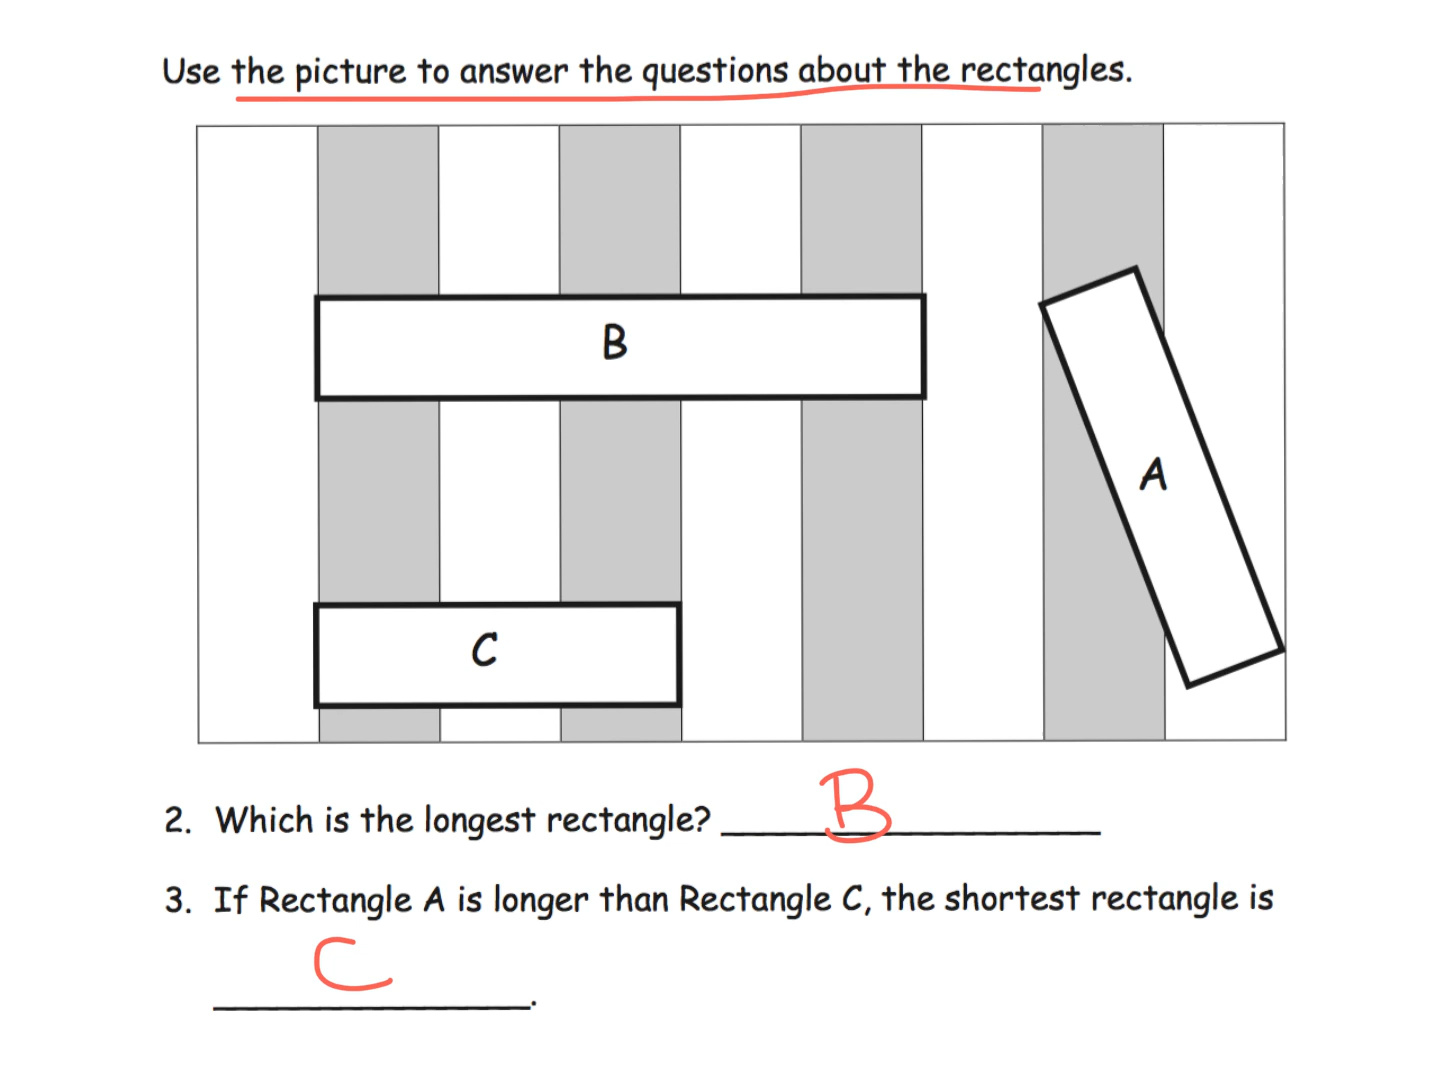 Use the picture to answer the questions about the rectangles.
B
A
C
2. Which is the longest rectangle? B
3. If Rectangle A is longer than Rectangle C, the shortest rectangle is
C.